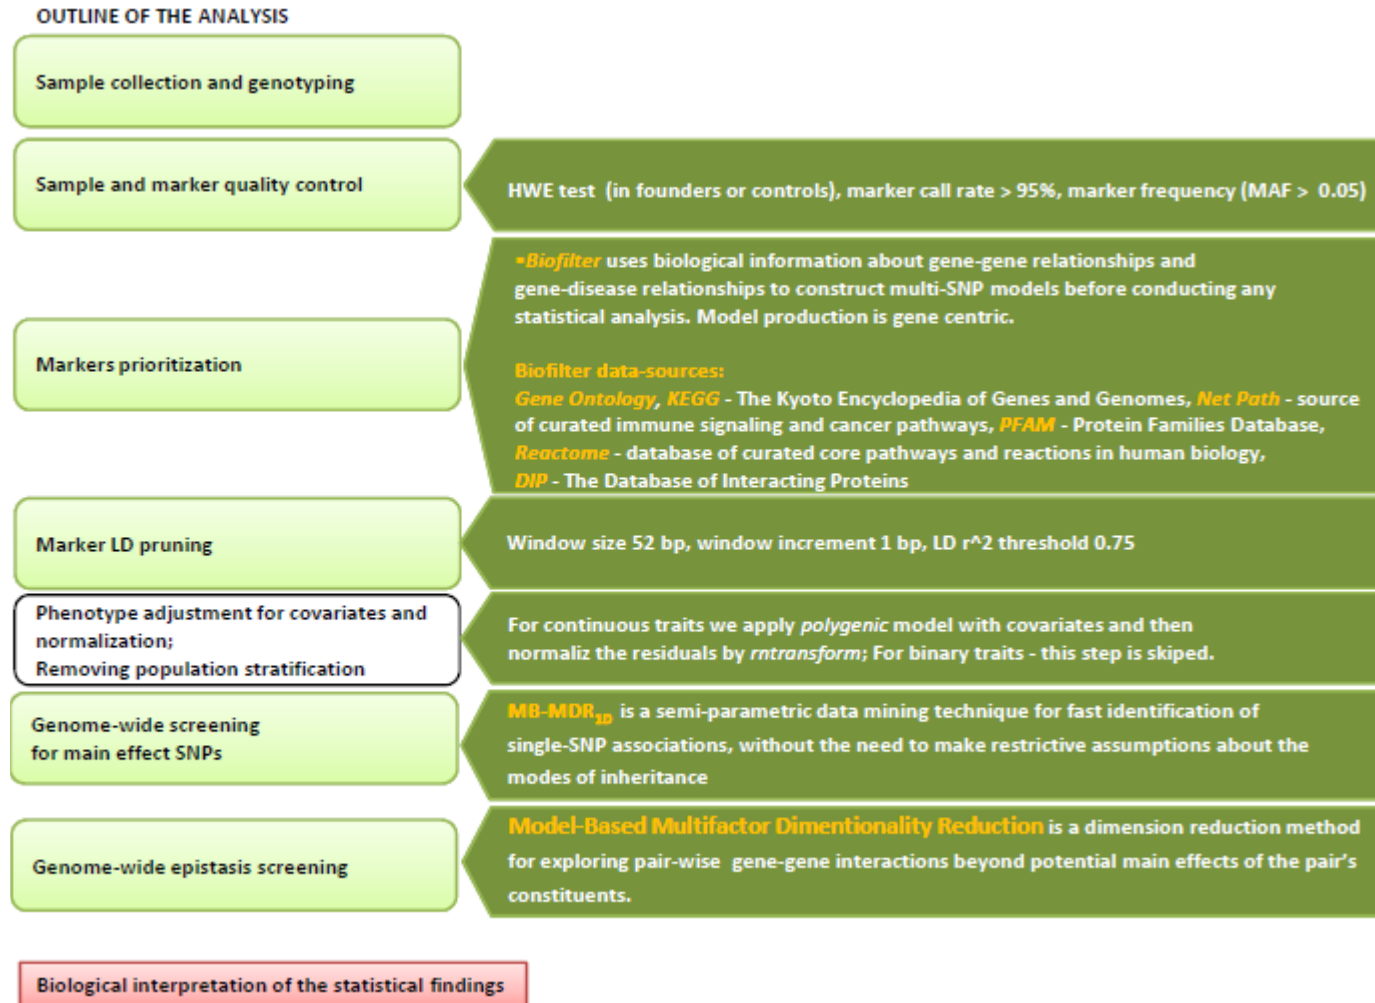 OUTLINE OF THE ANALYSIS
Sample collection and genotyping
Sample and marker quality control
HWE test (in founders or controls), marker call rate > 95%, marker frequency (MAF > 0.05)
Markers prioritization
▪Biofilter uses biological information about gene-gene relationships and
gene-disease relationships to construct multi-SNP models before conducting any
statistical analysis. Model production is gene centric.
Biofilter data-sources:
Gene Ontology, KEGG - The Kyoto Encyclopedia of Genes and Genomes, Net Path - source
of curated immune signaling and cancer pathways, PFAM - Protein Families Database,
Reactome - database of curated core pathways and reactions in human biology,
DIP - The Database of Interacting Proteins
Marker LD pruning
Window size 52 bp, window increment 1 bp, LD r^2 threshold 0.75
Phenotype adjustment for covariates and
normalization;
Removing population stratification
For continuous traits we apply polygenic model with covariates and then
normaliz the residuals by rntransform; For binary traits - this step is skiped.
Genome-wide screening
for main effect SNPs
MB-MDR1D is a semi-parametric data mining technique for fast identification of
single-SNP associations, without the need to make restrictive assumptions about the
modes of inheritance
Genome-wide epistasis screening
Model-Based Multifactor Dimentionality Reduction is a dimension reduction method
for exploring pair-wise gene-gene interactions beyond potential main effects of the pair's
constituents.
Biological interpretation of the statistical findings